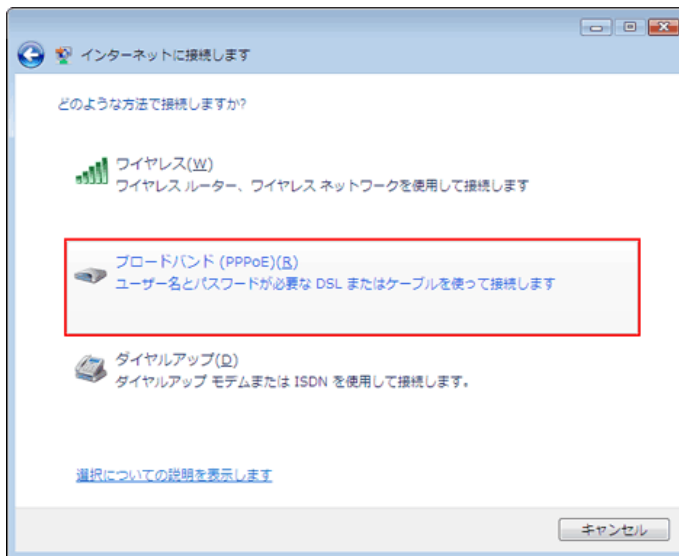 インターネットに接続します
どのような方法で接続しますか?
ワイヤレス(W)
ワイヤレス ルーター、ワイヤレス ネットワークを使用して接続します
ブロードバンド (PPPoE)(R)
ユーザー名とパスワードが必要な DSL またはケーブルを使って接続します
ダイヤルアップ(D)
ダイヤルアップ モデムまたは ISDN を使用して接続します。
選択についての説明を表示します
キャンセル